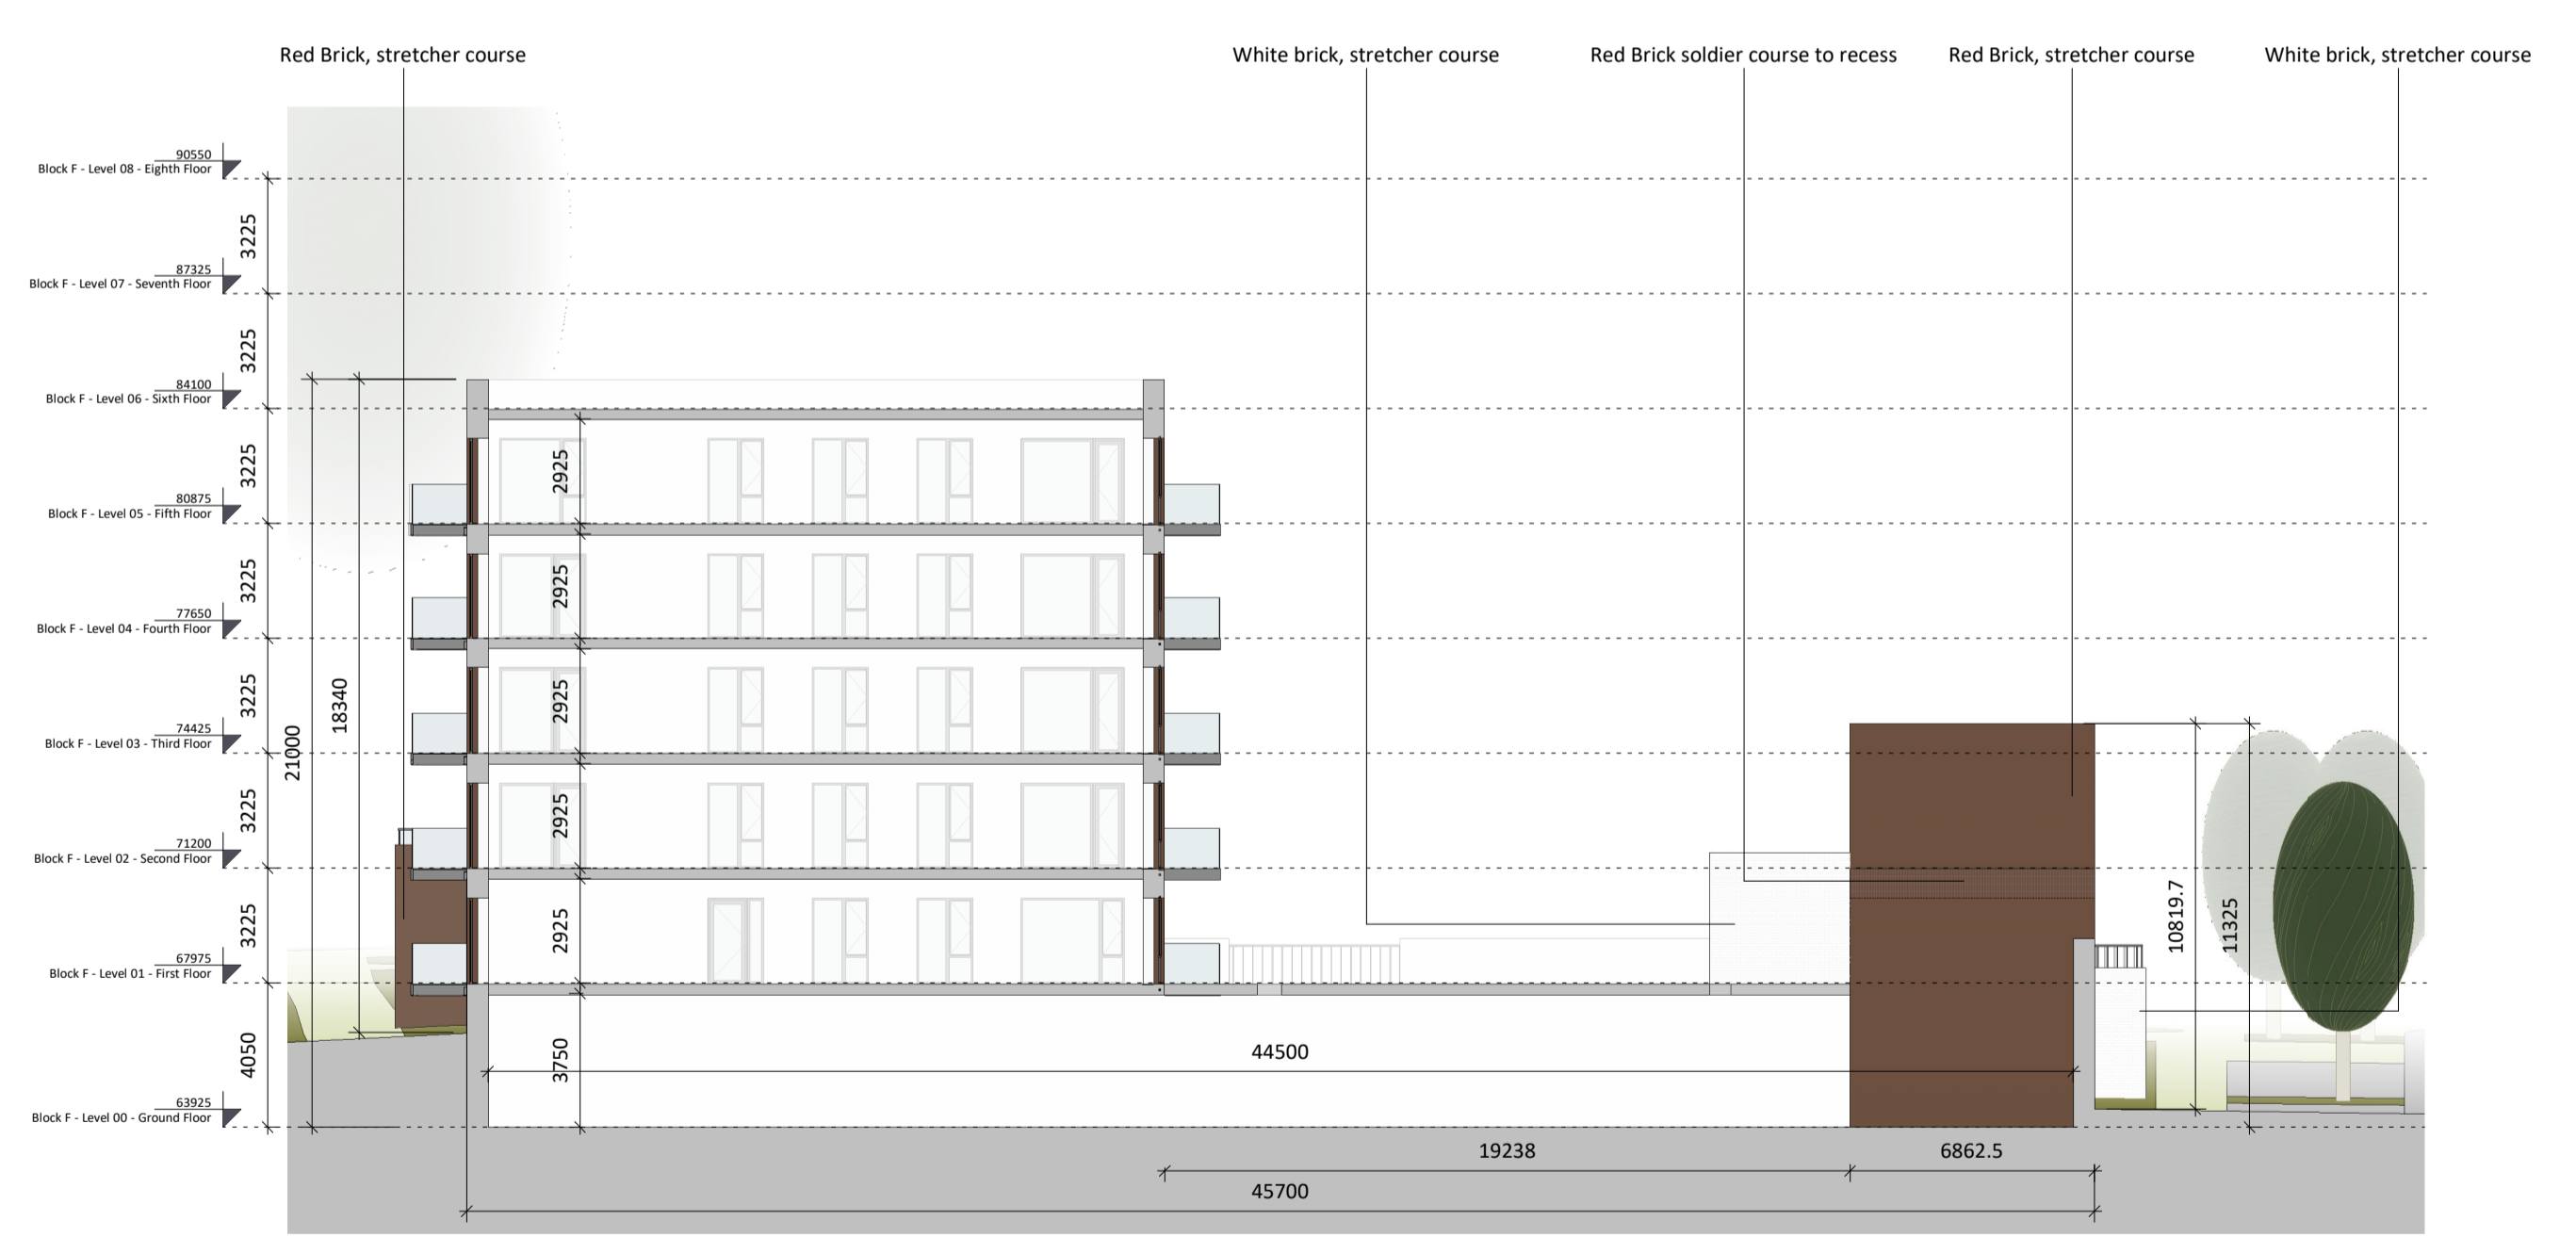 Red Brick, stretcher course
White brick, stretcher course
Red Brick soldier course to recess
Red Brick, stretcher course
White brick, stretcher course
90550
Block F - Level 08 - Eighth Floor
3225
87325
Block F - Level 07 - Seventh Floor
3225
84100
Block F - Level 06 - Sixth Floor
3225
80875
Block F - Level 05 - Fifth Floor
3225
77650
Block F - Level 04 - Fourth Floor
3225
74425
Block F - Level 03 - Third Floor
3225
71200
Block F - Level 02 - Second Floor
3225
67975
Block F - Level 01 - First Floor
4050
63925
Block F - Level 00 - Ground Floor
21000
18340
2925
2925
2925
2925
2925
3750
44500
10819.7
11325
19238
6862.5
45700